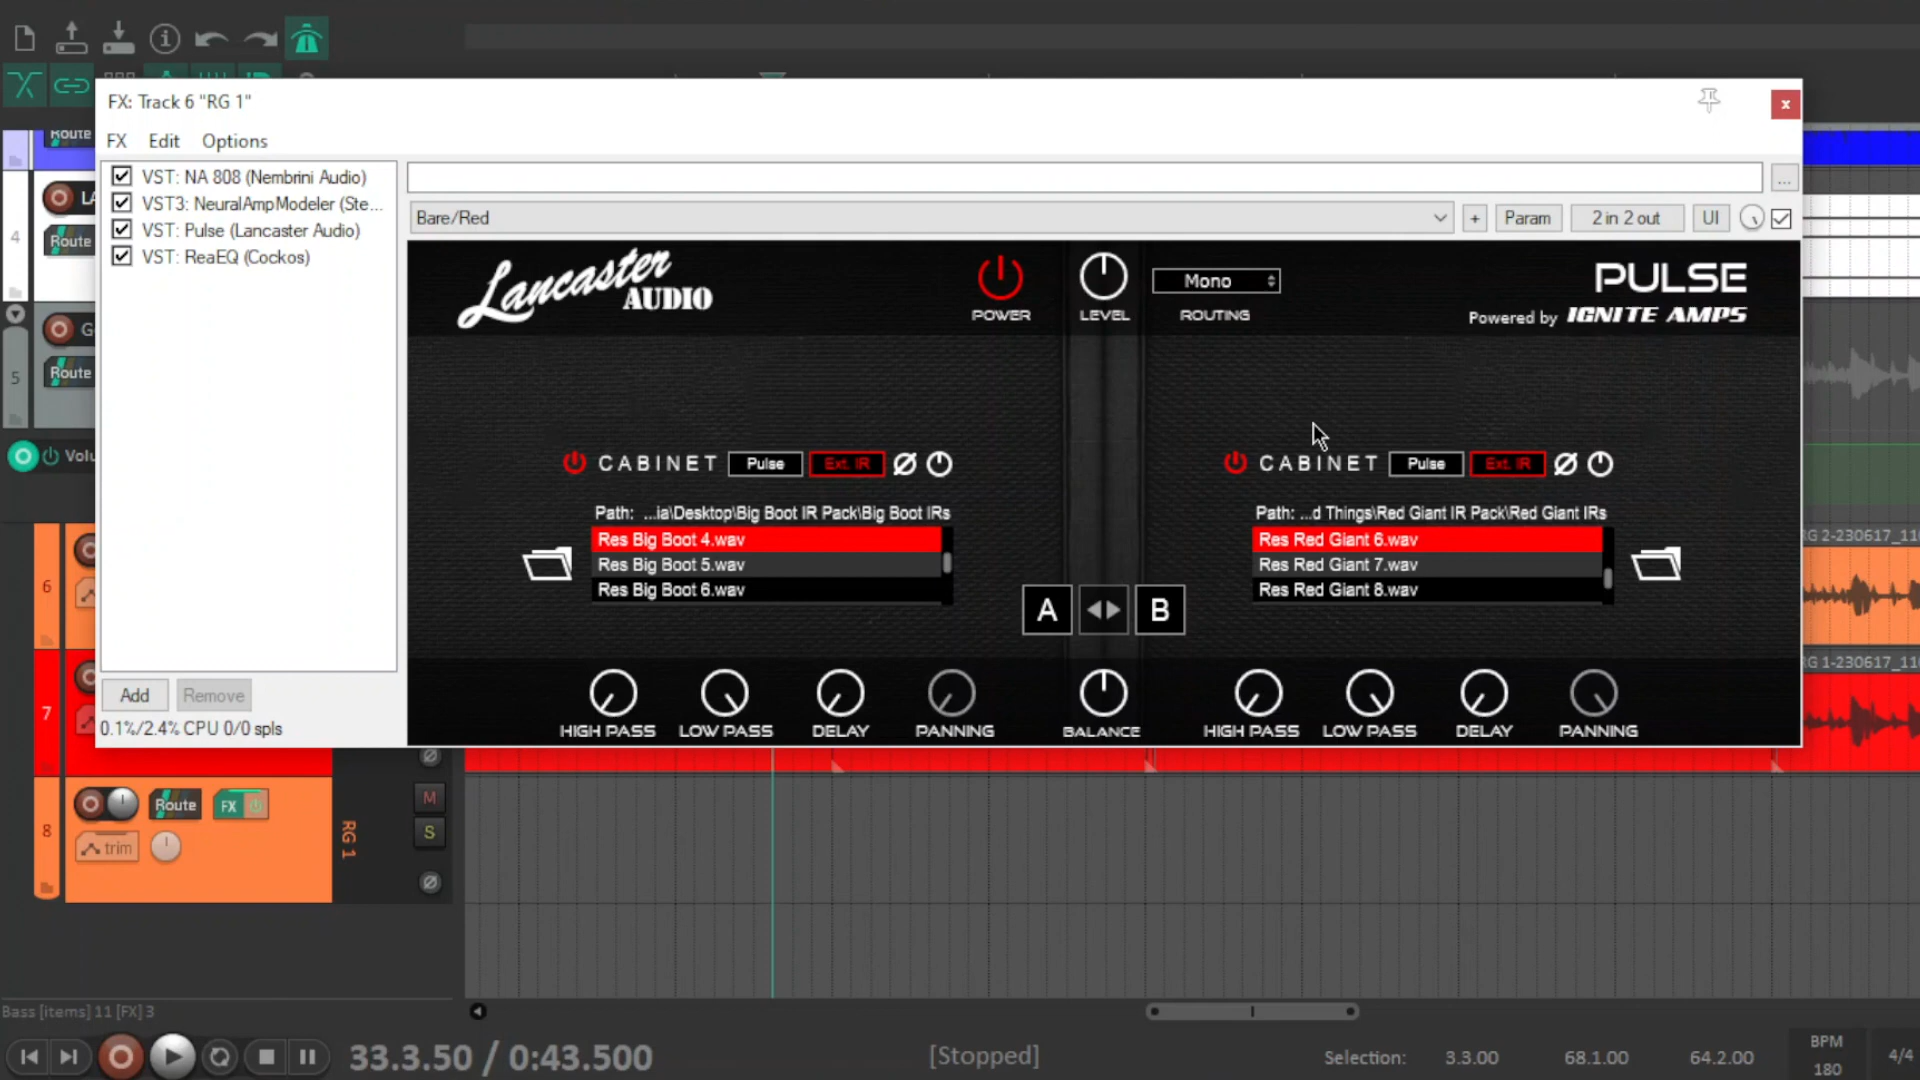 FX: Track 6 "RG 1"
x
FX Edit Options
Route
VST: NA 808 (Nembrini Audio)
VST3: NeuralAmpModeler (Ste...
VST: Pulse (Lancaster Audio)
VST: ReaEQ (Cockos)
...
Bare/Red
+
Param
2 in 2 out
UI
Lancaster
AUDIO
POWER
LEVEL
Mono
ROUTING
PULSE
Powered by IGNITE AMPS
4
Route
5
Route
CABINET Pulse Ext. IR
Path: ...ia\Desktop\Big Boot IR Pack\Big Boot IRs
Res Big Boot 4.wav
Res Big Boot 5.wav
Res Big Boot 6.wav
CABINET Pulse Ext. IR
Path: ...d Things\Red Giant IR Pack\Red Giant IRs
Res Red Giant 6.wav
Res Red Giant 7.wav
Res Red Giant 8.wav
A
B
HIGH PASS LOW PASS DELAY PANNING BALANCE HIGH PASS LOW PASS DELAY PANNING
Add Remove
0.1%/2.4% CPU 0/0 spls
6
7
8
Route
FX
trim
RG 1
M
S
Bass [items] 11 [FX] 3
33.3.50 / 0:43.500
[Stopped]
Selection: 3.3.00 68.1.00 64.2.00
BPM
180
4/4